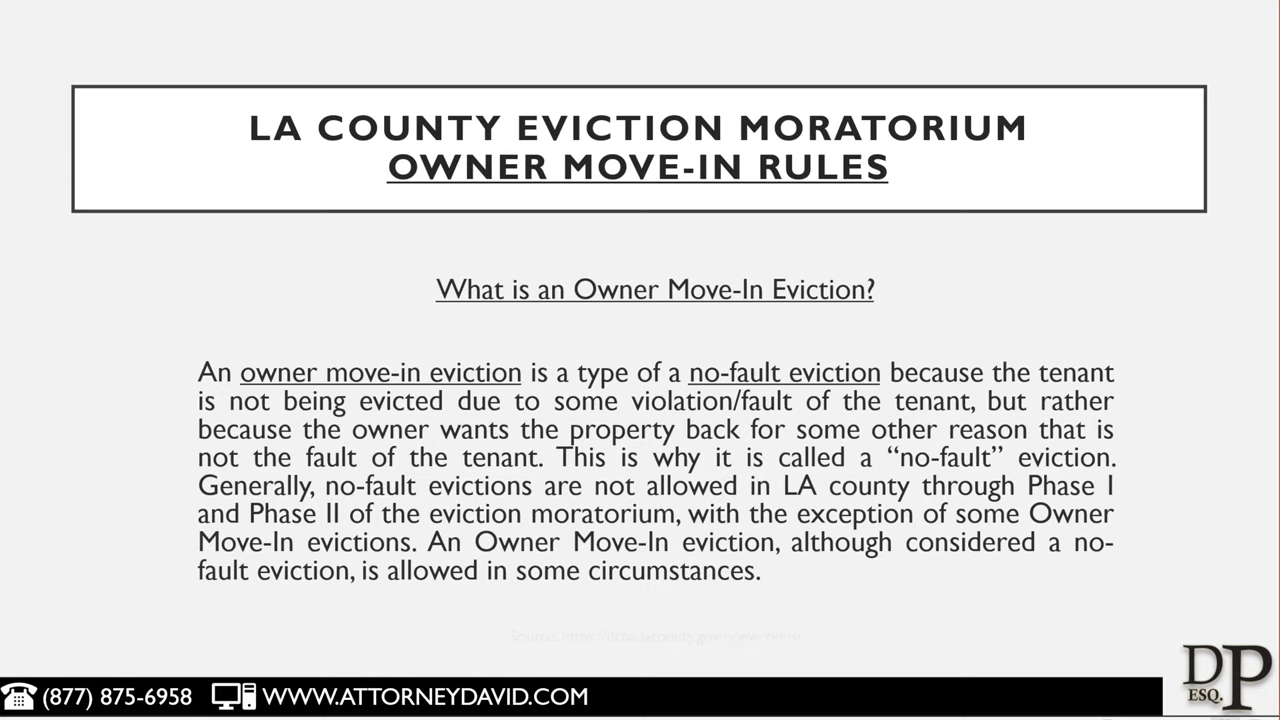 LA COUNTY EVICTION MORATORIUM
OWNER MOVE-IN RULES
What is an Owner Move-In Eviction?
An owner move-in eviction is a type of a no-fault eviction because the tenant
is not being evicted due to some violation/fault of the tenant, but rather
because the owner wants the property back for some other reason that is
not the fault of the tenant. This is why it is called a “no-fault” eviction.
Generally, no-fault evictions are not allowed in LA county through Phase I
and Phase II of the eviction moratorium, with the exception of some Owner
Move-In evictions. An Owner Move-In eviction, although considered a no-
fault eviction, is allowed in some circumstances.
Source: https://dcba.lacounty.gov/noevictions/
(877) 875-6958 WWW.ATTORNEYDAVID.COM
DP
ESQ.